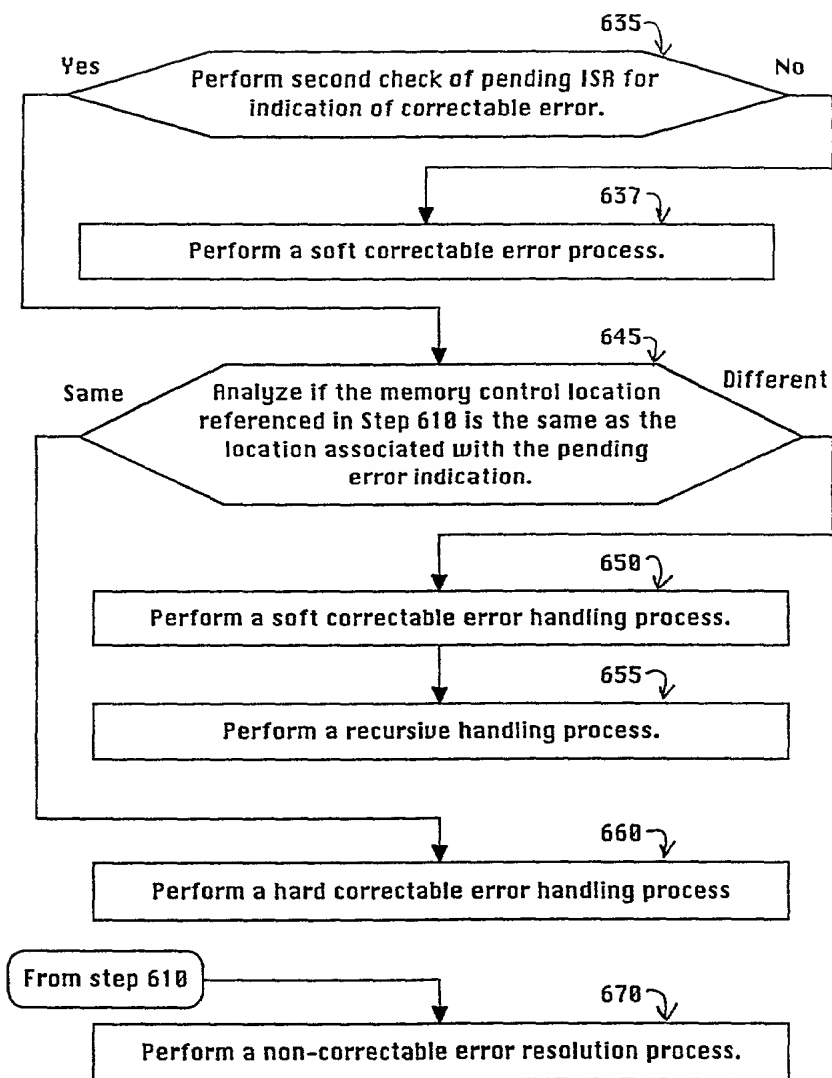 635
Yes
No
Perform second check of pending ISR for
indication of correctable error.
637
Perform a soft correctable error process.
645
Same
Different
Analyze if the memory control location
referenced in Step 610 is the same as the
location associated with the pending
error indication.
650
Perform a soft correctable error handling process.
655
Perform a recursive handling process.
660
Perform a hard correctable error handling process
From step 610
670
Perform a non-correctable error resolution process.